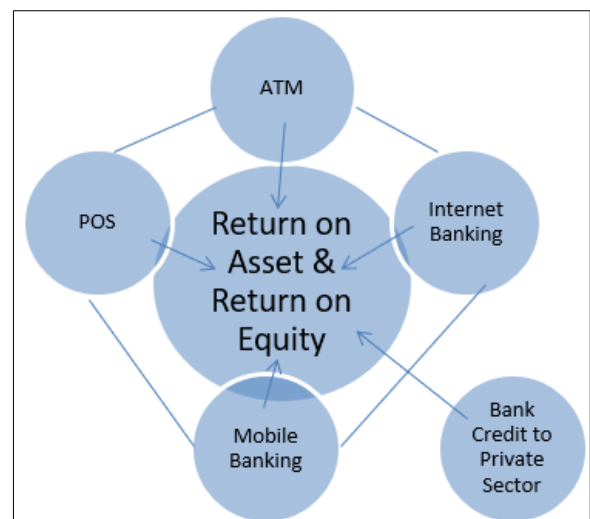 ATM
POS
Return on
Asset &
Return on
Equity
Internet
Banking
Mobile
Banking
Bank
Credit to
Private
Sector